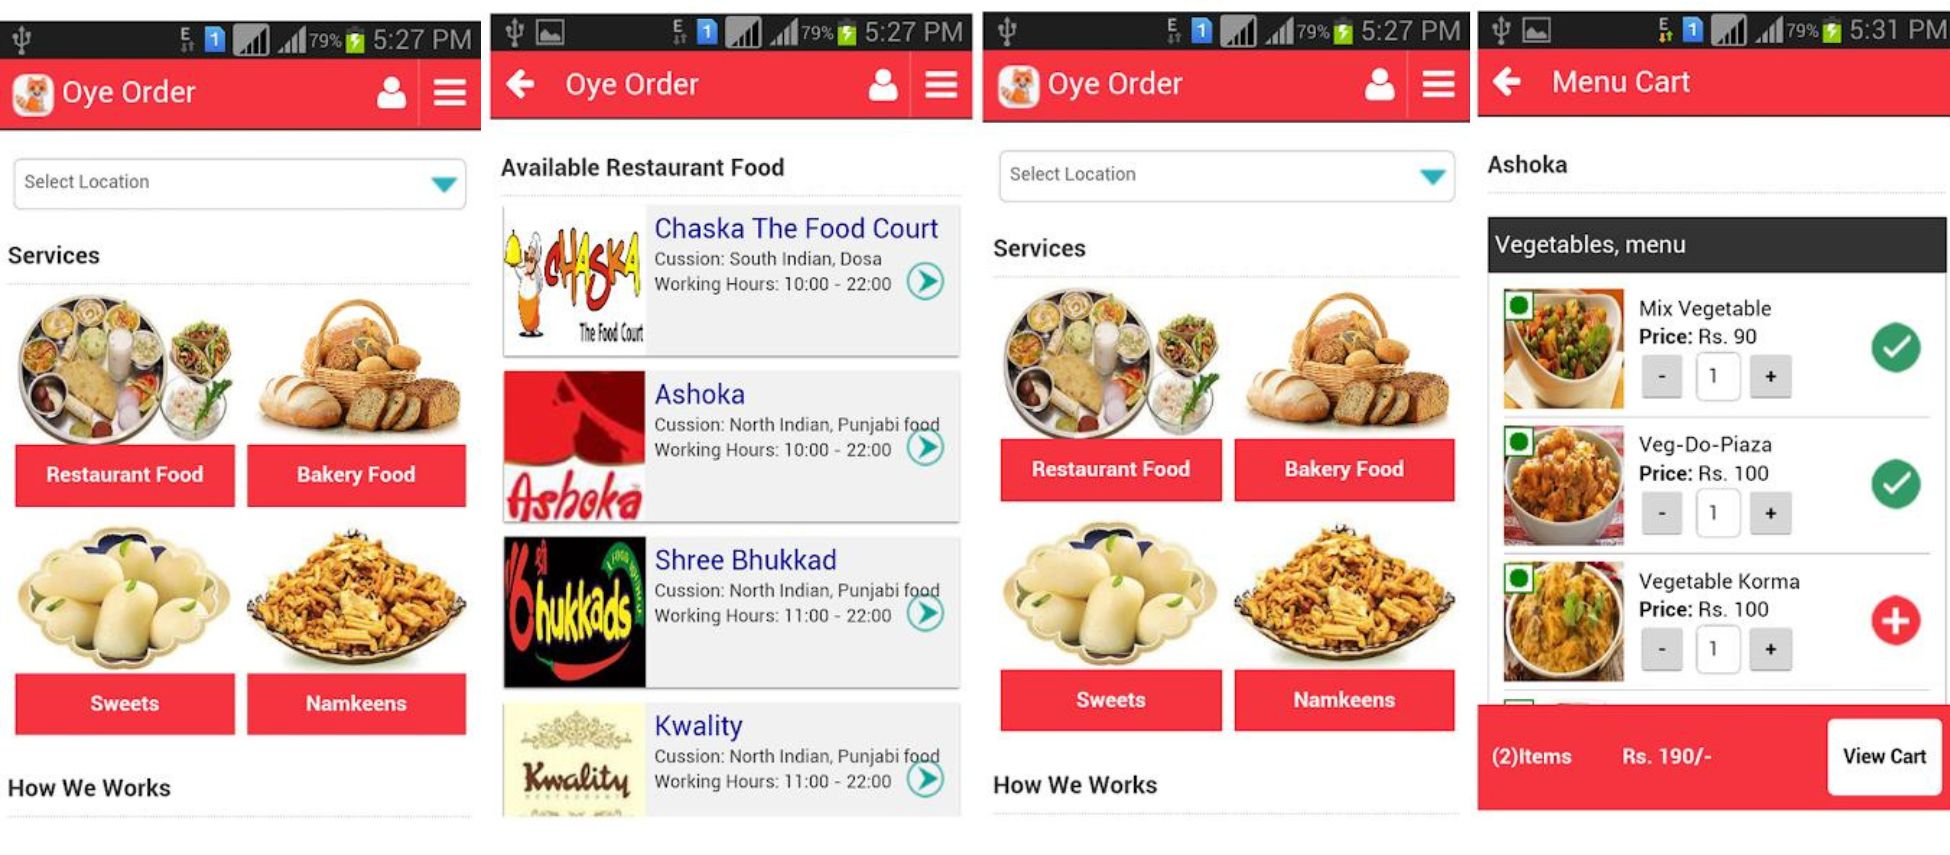 E 1 79% 5:27 PM
Oye Order
Select Location
Services
Restaurant Food
Bakery Food
Sweets
Namkeens
How We Works
E 1 79% 5:27 PM
Oye Order
Available Restaurant Food
CHASKA
The Food Court
Chaska The Food Court
Cussion: South Indian, Dosa
Working Hours: 10:00 - 22:00
Ashoka
Ashoka
Cussion: North Indian, Punjabi food
Working Hours: 10:00 - 22:00
श्री
Bhukkads
Shree Bhukkad
Cussion: North Indian, Punjabi food
Working Hours: 11:00 - 22:00
Kwality
Kwality
Cussion: North Indian, Punjabi food
Working Hours: 11:00 - 22:00
E 1 79% 5:27 PM
Oye Order
Select Location
Services
Restaurant Food
Bakery Food
Sweets
Namkeens
How We Works
E 1 79% 5:31 PM
Menu Cart
Ashoka
Vegetables, menu
Mix Vegetable
Price: Rs. 90
- 1 +
Veg-Do-Piaza
Price: Rs. 100
- 1 +
Vegetable Korma
Price: Rs. 100
- 1 +
(2)Items Rs. 190/- View Cart